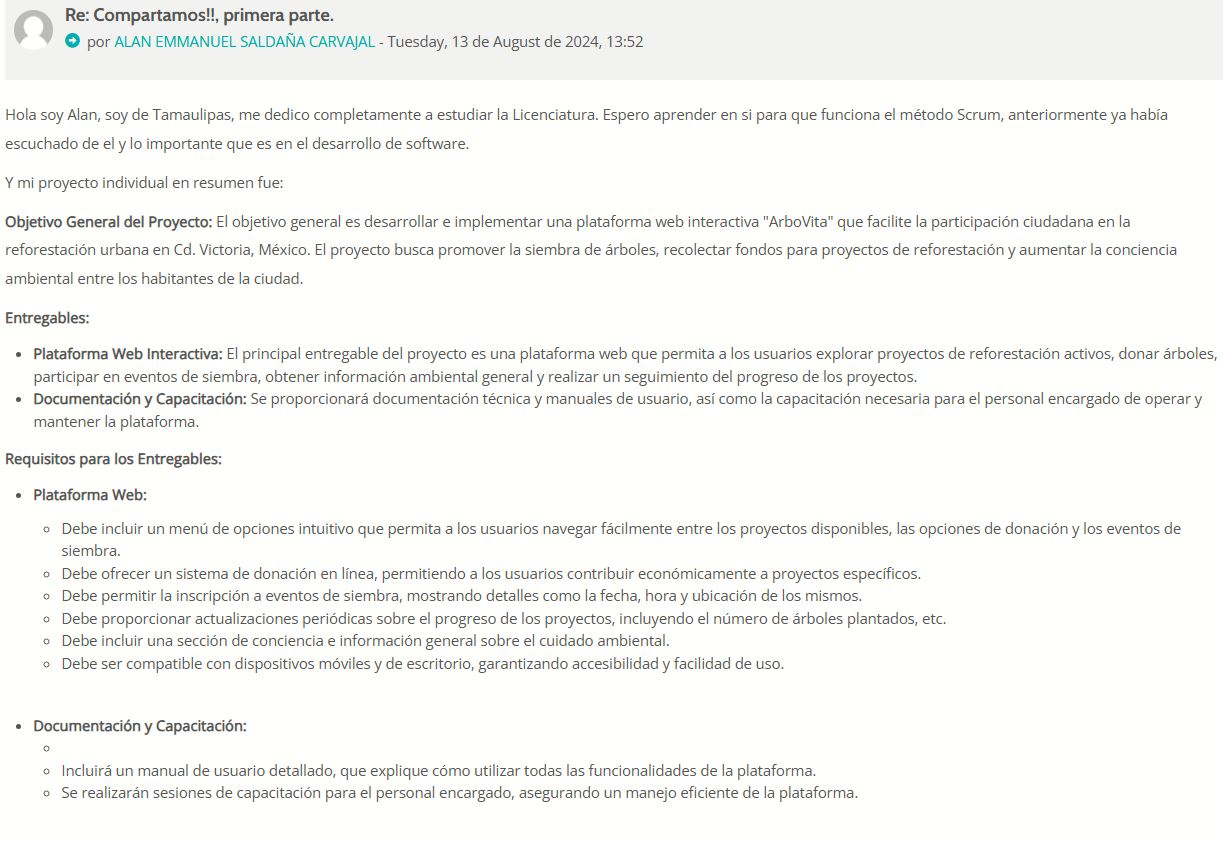 Re: Compartamos!!, primera parte.
por ALAN EMMANUEL SALDAÑA CARVAJAL - Tuesday, 13 de August de 2024, 13:52
Hola soy Alan, soy de Tamaulipas, me dedico completamente a estudiar la Licenciatura. Espero aprender en si para que funciona el método Scrum, anteriormente ya había
escuchado de el y lo importante que es en el desarrollo de software.
Y mi proyecto individual en resumen fue:
Objetivo General del Proyecto: El objetivo general es desarrollar e implementar una plataforma web interactiva "ArboVita" que facilite la participación ciudadana en la
reforestación urbana en Cd. Victoria, México. El proyecto busca promover la siembra de árboles, recolectar fondos para proyectos de reforestación y aumentar la conciencia
ambiental entre los habitantes de la ciudad.
Entregables:
• Plataforma Web Interactiva: El principal entregable del proyecto es una plataforma web que permita a los usuarios explorar proyectos de reforestación activos, donar árboles,
participar en eventos de siembra, obtener información ambiental general y realizar un seguimiento del progreso de los proyectos.
• Documentación y Capacitación: Se proporcionará documentación técnica y manuales de usuario, así como la capacitación necesaria para el personal encargado de operar y
mantener la plataforma.
Requisitos para los Entregables:
• Plataforma Web:
◦ Debe incluir un menú de opciones intuitivo que permita a los usuarios navegar fácilmente entre los proyectos disponibles, las opciones de donación y los eventos de
siembra.
◦ Debe ofrecer un sistema de donación en línea, permitiendo a los usuarios contribuir económicamente a proyectos específicos.
◦ Debe permitir la inscripción a eventos de siembra, mostrando detalles como la fecha, hora y ubicación de los mismos.
◦ Debe proporcionar actualizaciones periódicas sobre el progreso de los proyectos, incluyendo el número de árboles plantados, etc.
◦ Debe incluir una sección de conciencia e información general sobre el cuidado ambiental.
◦ Debe ser compatible con dispositivos móviles y de escritorio, garantizando accesibilidad y facilidad de uso.
• Documentación y Capacitación:
◦
◦ Incluirá un manual de usuario detallado, que explique cómo utilizar todas las funcionalidades de la plataforma.
◦ Se realizarán sesiones de capacitación para el personal encargado, asegurando un manejo eficiente de la plataforma.